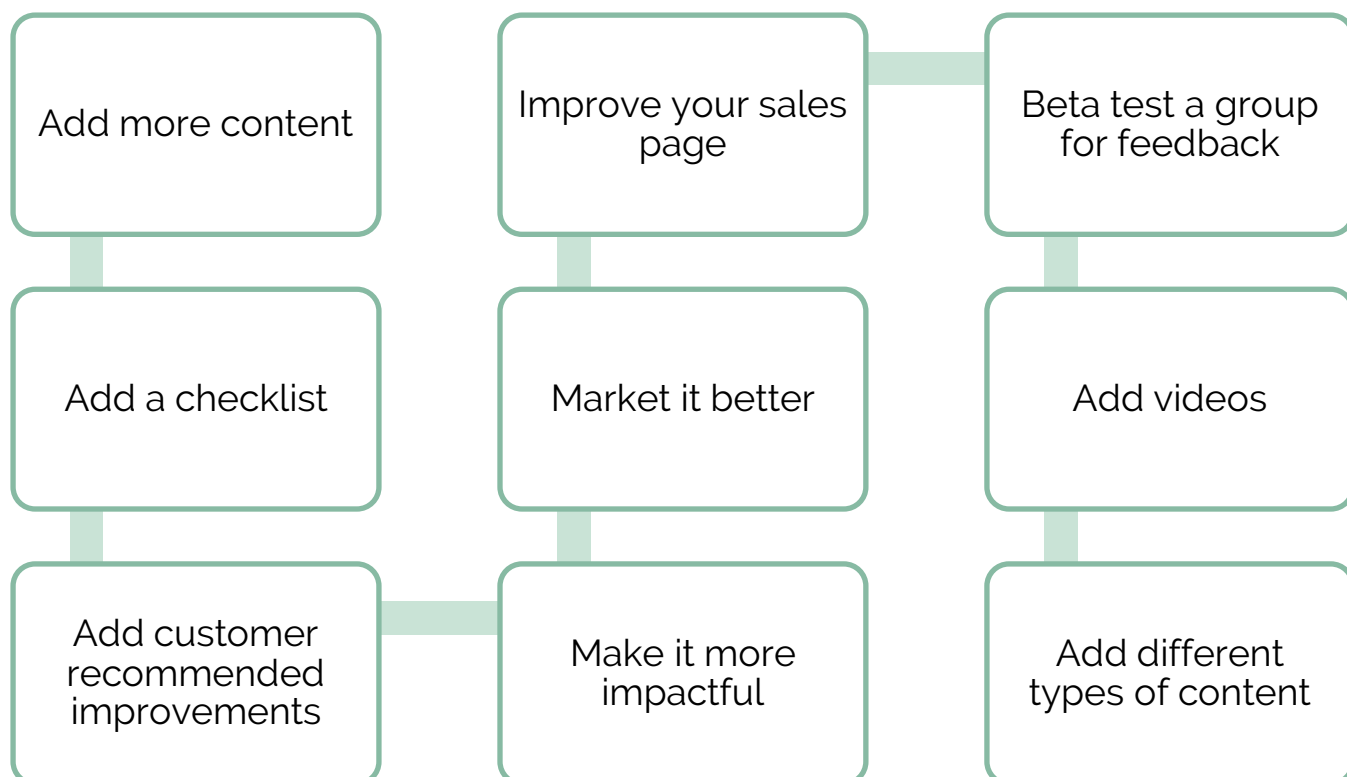 Add more content
Add a checklist
Add customer
recommended
improvements
Make it more
impactful
Market it better
Improve your sales
page
Beta test a group
for feedback
Add videos
Add different
types of content